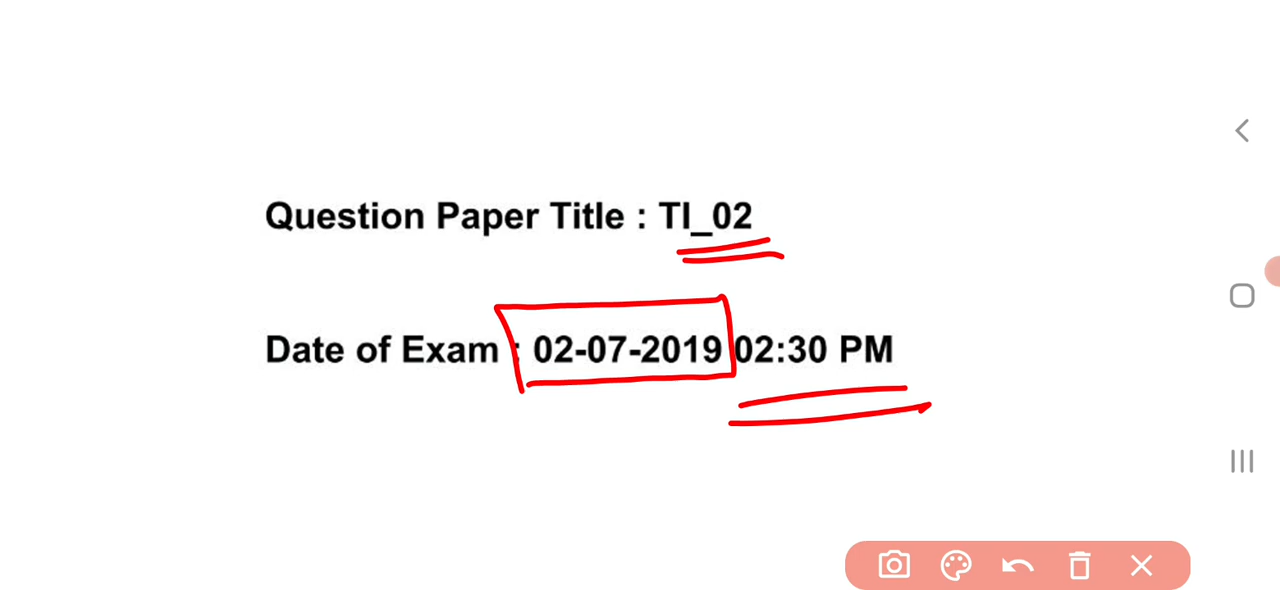 Question Paper Title : TI_02
Date of Exam : 02-07-2019 02:30 PM